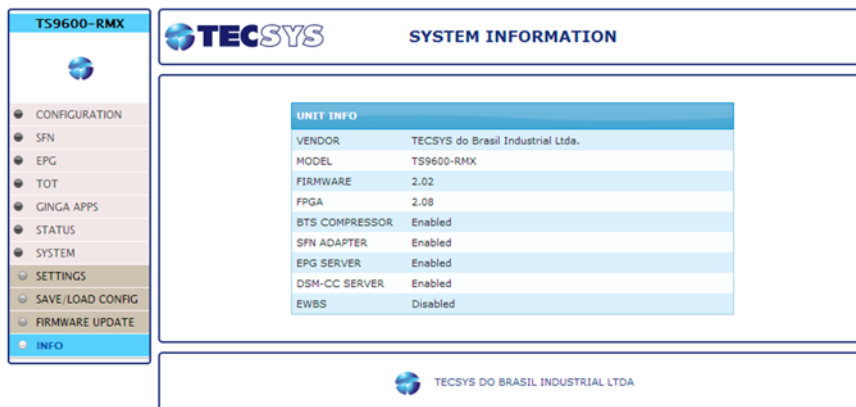 TS9600-RMX
CONFIGURATION
SFN
EPG
TOT
GINGA APPS
STATUS
SYSTEM
SETTINGS
SAVE/LOAD CONFIG
FIRMWARE UPDATE
INFO
TECSYS SYSTEM INFORMATION
UNIT INFO
VENDOR TECSYS do Brasil Industrial Ltda.
MODEL TS9600-RMX
FIRMWARE 2.02
FPGA 2.08
BTS COMPRESSOR Enabled
SFN ADAPTER Enabled
EPG SERVER Enabled
DSM-CC SERVER Enabled
EWBS Disabled
TECSYS DO BRASIL INDUSTRIAL LTDA